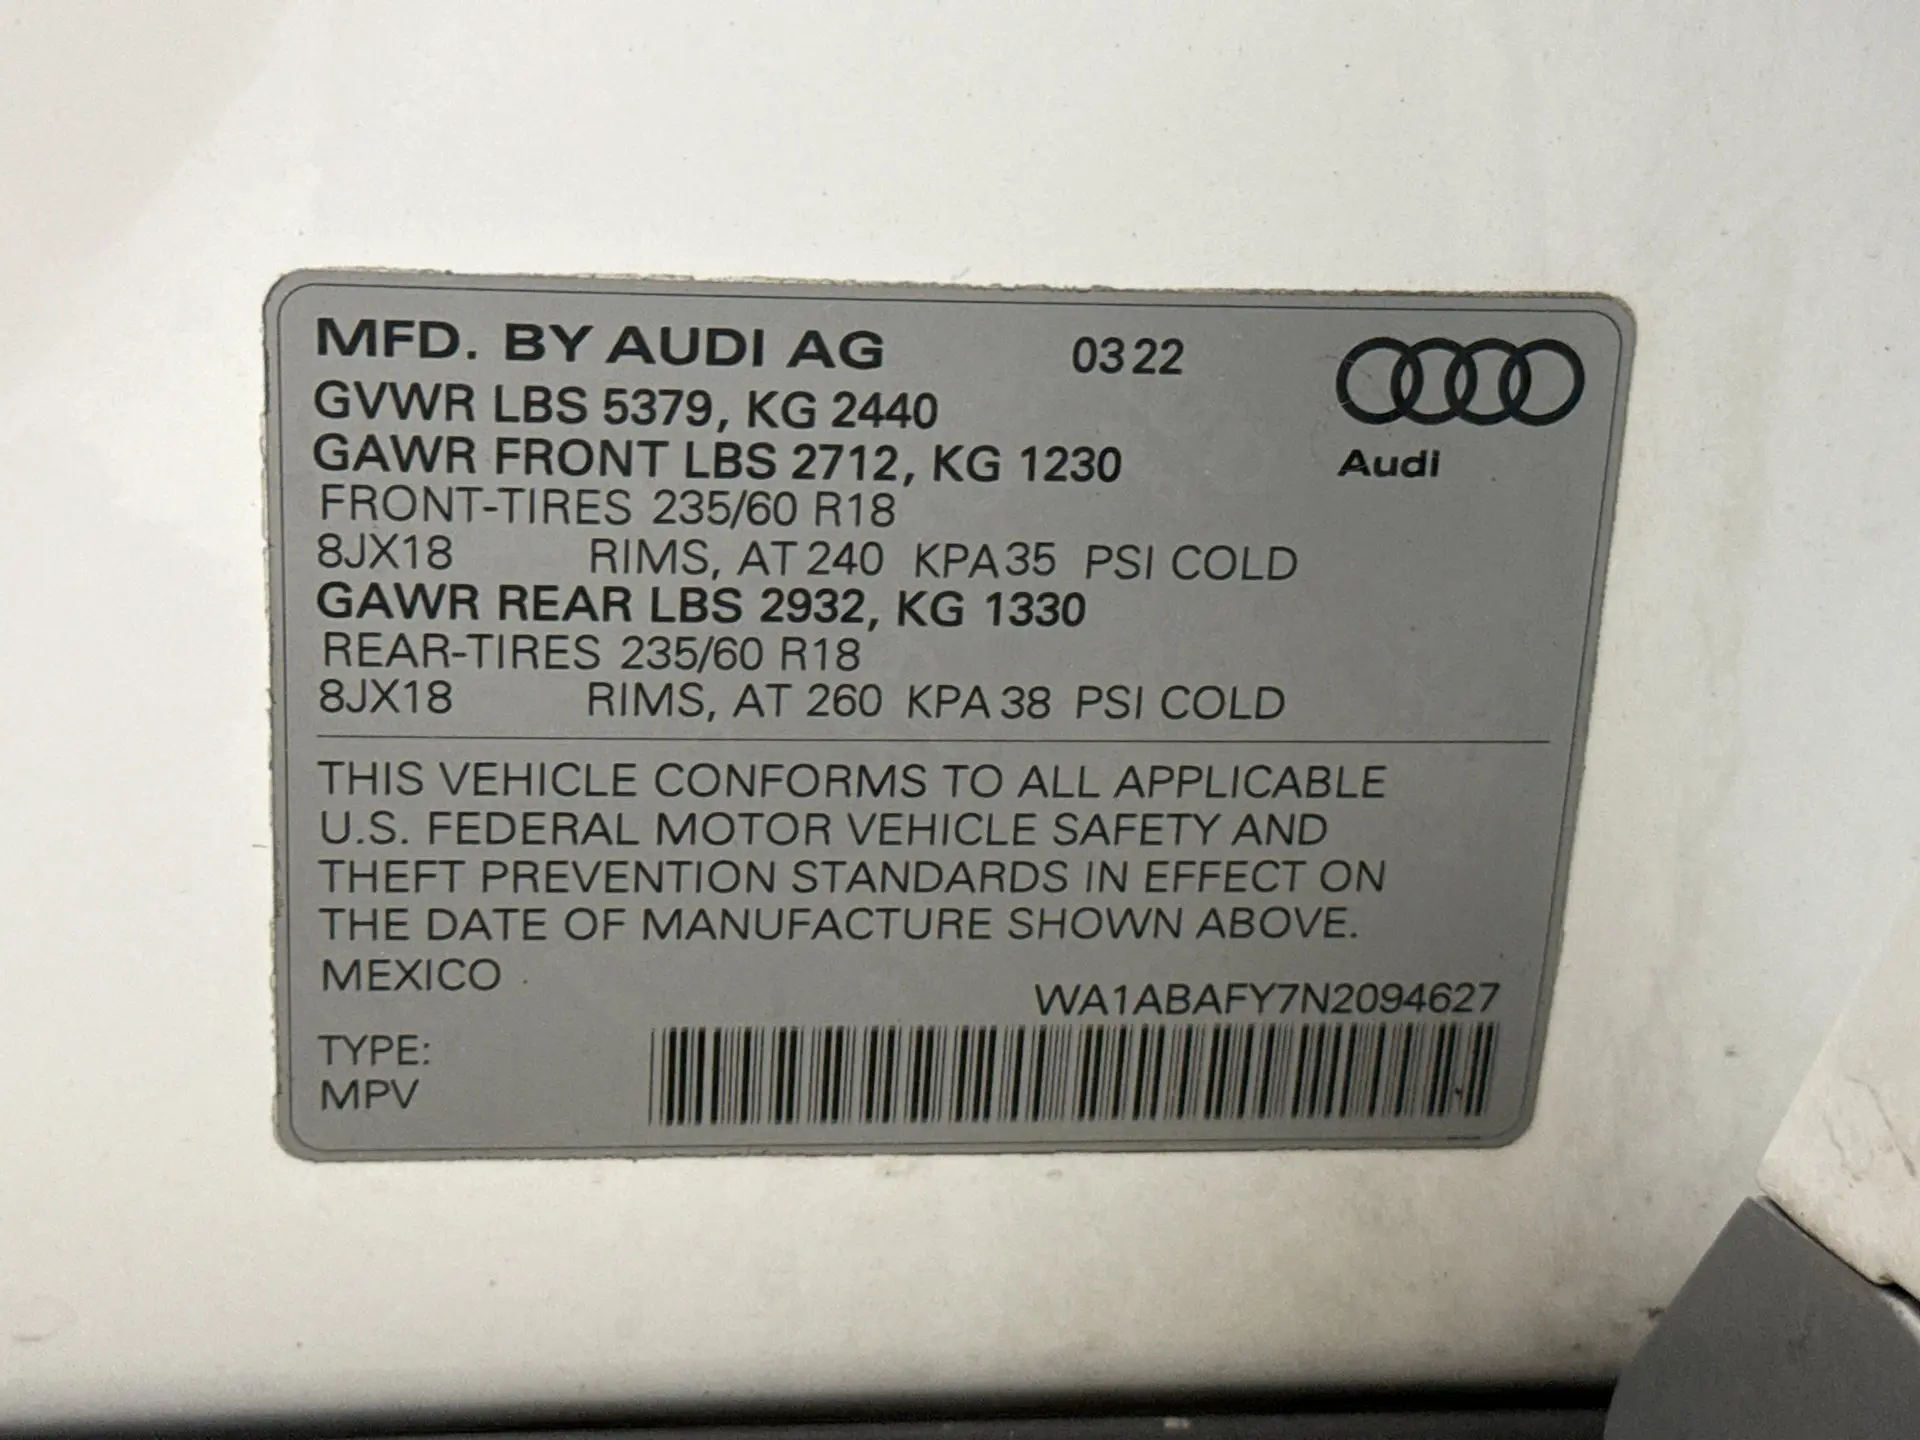 MFD. BY AUDI AG 0322
GVWR LBS 5379, KG 2440
GAWR FRONT LBS 2712, KG 1230
Audi
FRONT-TIRES 235/60 R18
8JX18 RIMS, AT 240 KPA 35 PSI COLD
GAWR REAR LBS 2932, KG 1330
REAR-TIRES 235/60 R18
8JX18 RIMS, AT 260 KPA 38 PSI COLD
THIS VEHICLE CONFORMS TO ALL APPLICABLE
U.S. FEDERAL MOTOR VEHICLE SAFETY AND
THEFT PREVENTION STANDARDS IN EFFECT ON
THE DATE OF MANUFACTURE SHOWN ABOVE.
MEXICO
WA1ABAFY7N2094627
TYPE:
MPV